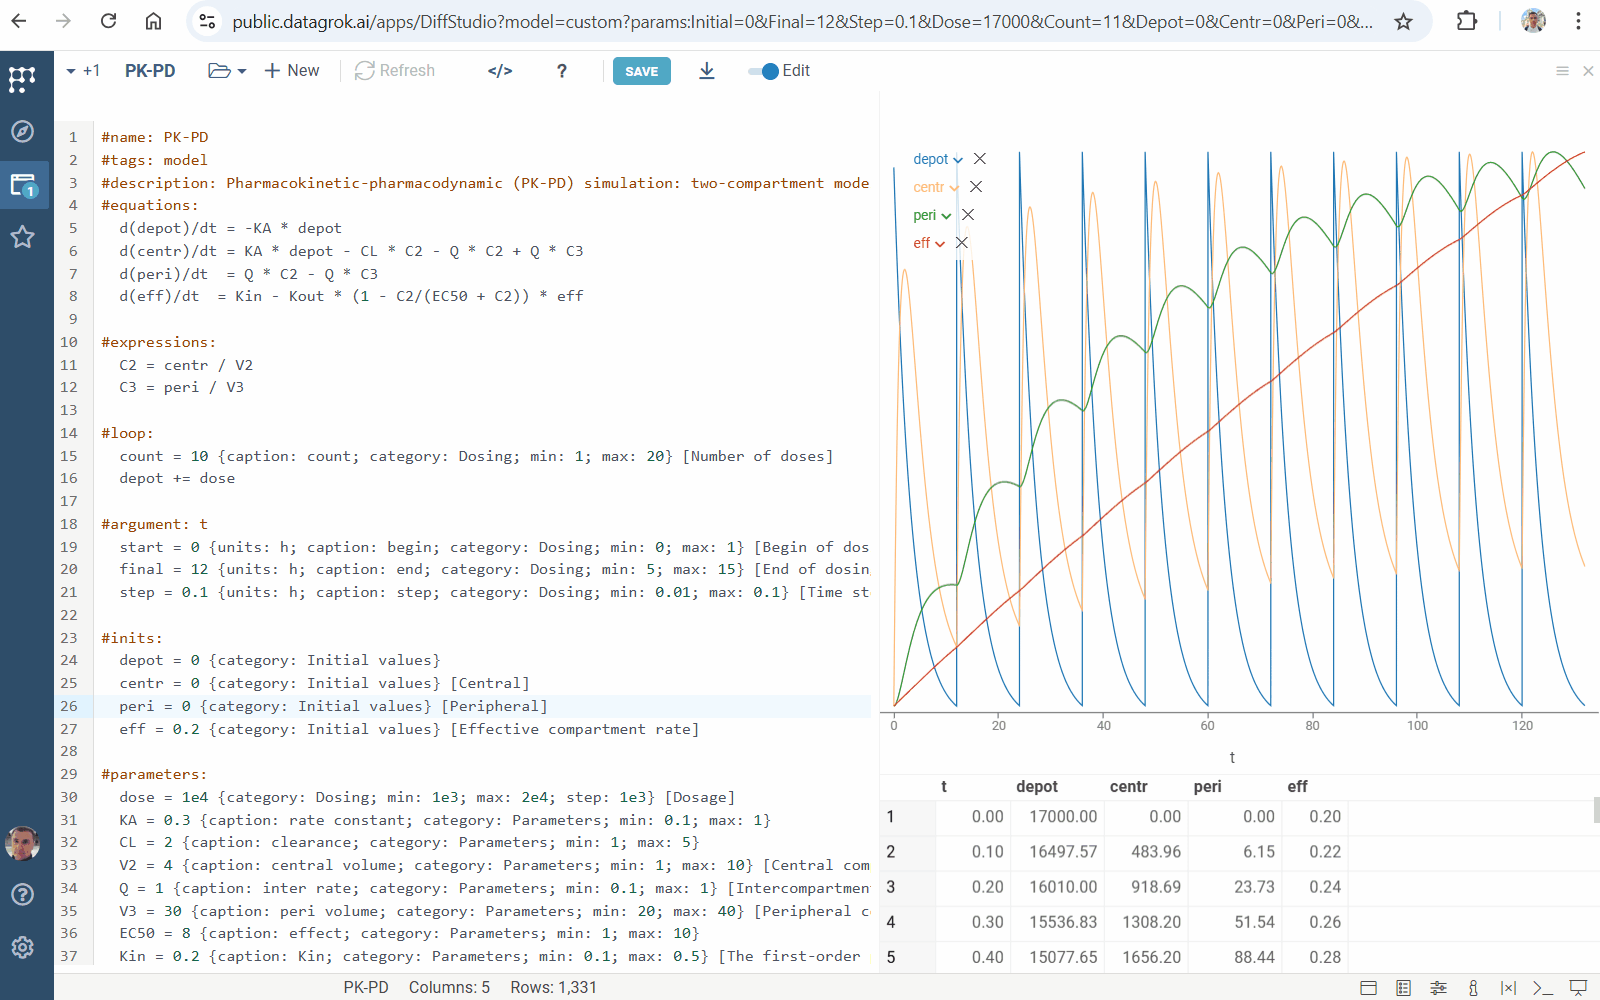 public.datagrok.ai/apps/DiffStudio?model=custom?params:Initial=0&Final=12&Step=0.1&Dose=17000&Count=11&Depot=0&Centr=0&Peri=0&...
+1 PK-PD New Refresh </> ? SAVE Edit
1 #name: PK-PD
2 #tags: model
3 #description: Pharmacokinetic-pharmacodynamic (PK-PD) simulation: two-compartment mode
4 #equations:
5 d(depot)/dt = -KA * depot
6 d(centr)/dt = KA * depot - CL * C2 - Q * C2 + Q * C3
7 d(peri)/dt  = Q * C2 - Q * C3
8 d(eff)/dt  = Kin - Kout * (1 - C2/(EC50 + C2)) * eff
9
10 #expressions:
11 C2 = centr / V2
12 C3 = peri / V3
13
14 #loop:
15 count = 10 {caption: count; category: Dosing; min: 1; max: 20} [Number of doses]
16 depot += dose
17
18 #argument: t
19 start = 0 {units: h; caption: begin; category: Dosing; min: 0; max: 1} [Begin of dos
20 final = 12 {units: h; caption: end; category: Dosing; min: 5; max: 15} [End of dosin
21 step = 0.1 {units: h; caption: step; category: Dosing; min: 0.01; max: 0.1} [Time st
22
23 #inits:
24 depot = 0 {category: Initial values}
25 centr = 0 {category: Initial values} [Central]
26 peri = 0 {category: Initial values} [Peripheral]
27 eff = 0.2 {category: Initial values} [Effective compartment rate]
28
29 #parameters:
30 dose = 1e4 {category: Dosing; min: 1e3; max: 2e4; step: 1e3} [Dosage]
31 KA = 0.3 {caption: rate constant; category: Parameters; min: 0.1; max: 1}
32 CL = 2 {caption: clearance; category: Parameters; min: 1; max: 5}
33 V2 = 4 {caption: central volume; category: Parameters; min: 1; max: 10} [Central com
34 Q = 1 {caption: inter rate; category: Parameters; min: 0.1; max: 1} [Intercompartmen
35 V3 = 30 {caption: peri volume; category: Parameters; min: 20; max: 40} [Peripheral c
36 EC50 = 8 {caption: effect; category: Parameters; min: 1; max: 10}
37 Kin = 0.2 {caption: Kin; category: Parameters; min: 0.1; max: 0.5} [The first-order
depot
centr
peri
eff
0 20 40 60 80 100 120
t
t depot centr peri eff
1 0.00 17000.00 0.00 0.00 0.20
2 0.10 16497.57 483.96 6.15 0.22
3 0.20 16010.00 918.69 23.73 0.24
4 0.30 15536.83 1308.20 51.54 0.26
5 0.40 15077.65 1656.20 88.44 0.28
1
PK-PD Columns: 5 Rows: 1,331